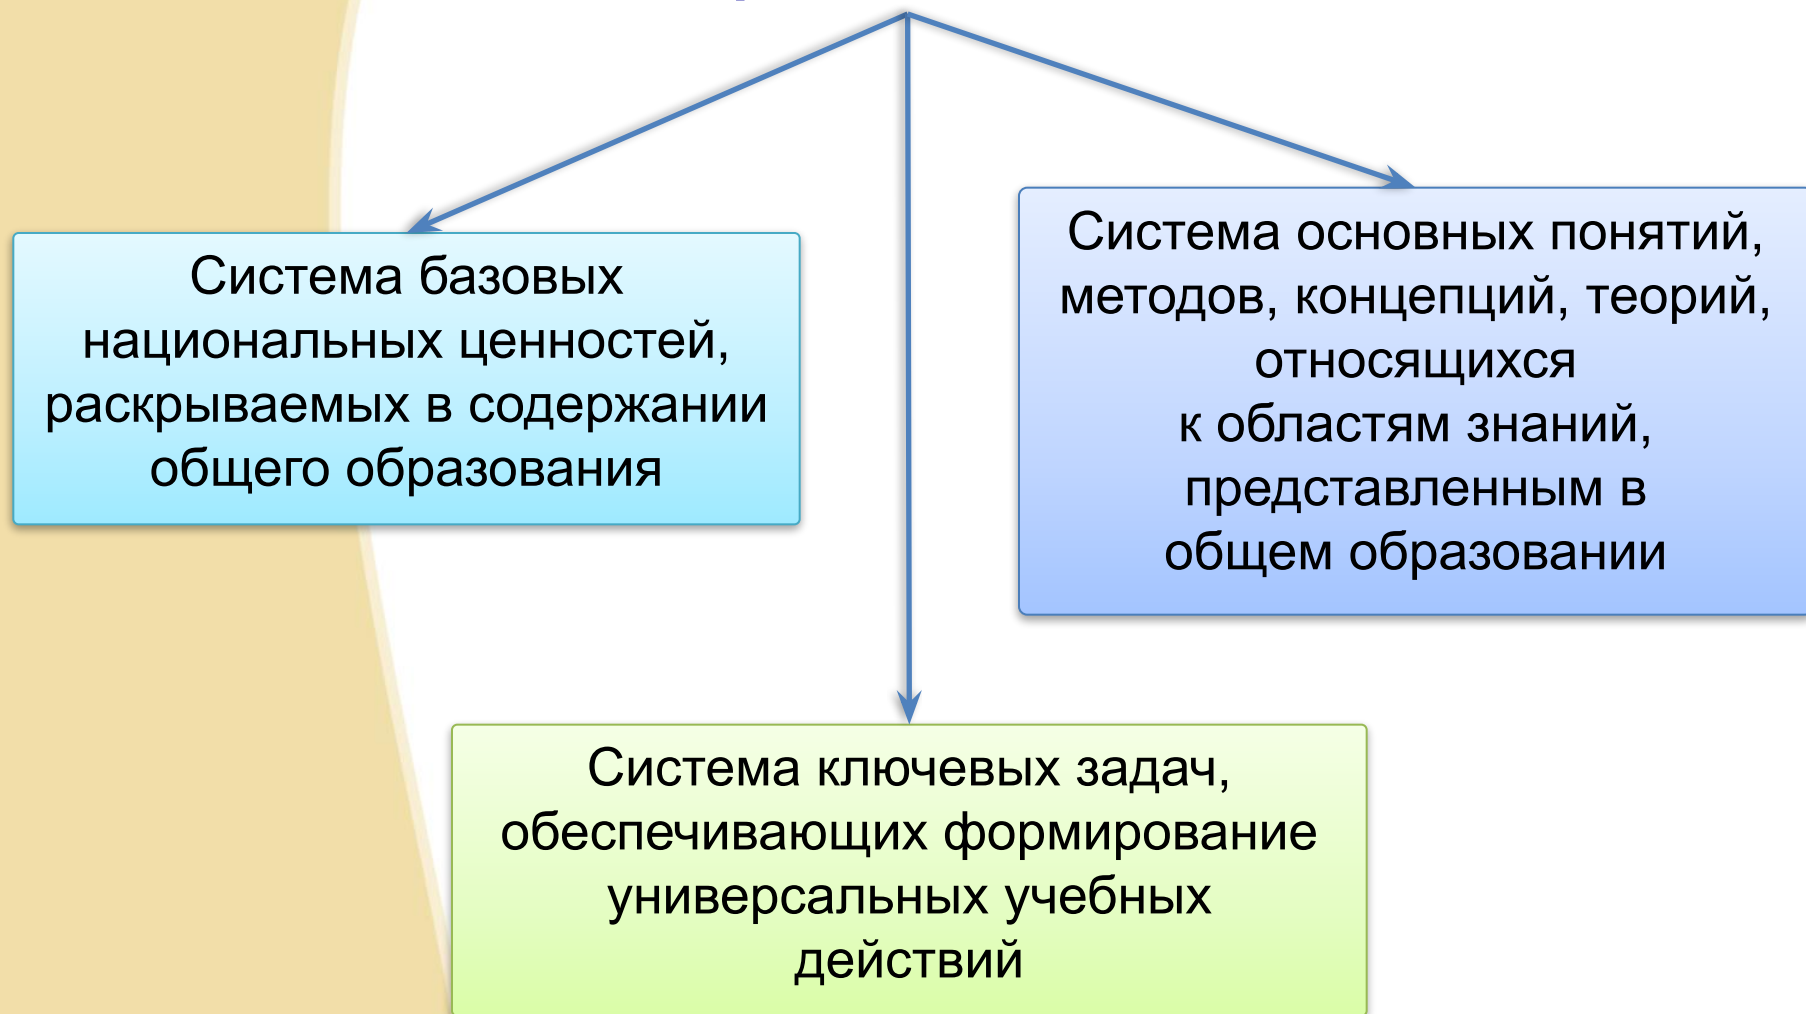 Система базовых
национальных ценностей,
раскрываемых в содержании
общего образования
Система основных понятий,
методов, концепций, теорий,
относящихся
к областям знаний,
представленным в
общем образовании
Система ключевых задач,
обеспечивающих формирование
универсальных учебных
действий